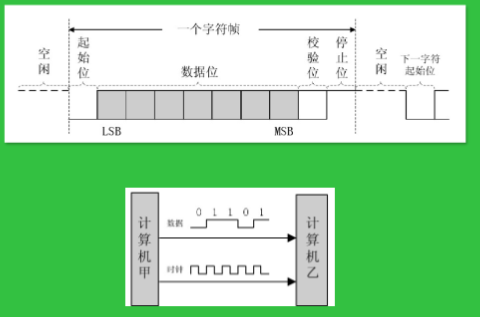 一个字符帧
空闲
起始位
数据位
校验位
停止位
空闲
下一字符
起始位
LSB
MSB
计算机甲
数据
0 1 1 0 1
时钟
计算机乙